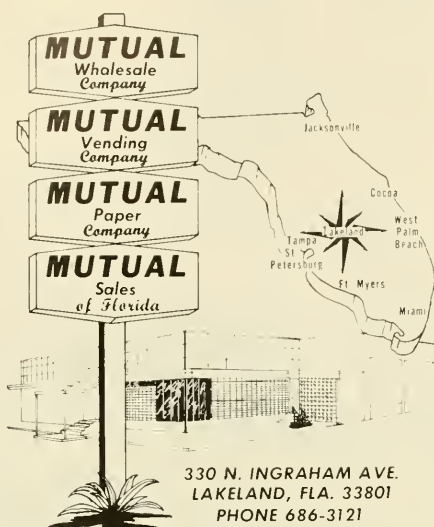 MUTUAL
Wholesale
Company
MUTUAL
Vending
Company
MUTUAL
Paper
Company
MUTUAL
Sales
of Florida
Jacksonville
Cocoa
West
Palm
Beach
Lakeland
Tampa
St
Petersburg
Ft Myers
Miami
330 N. INGRAHAM AVE.
LAKELAND, FLA. 33801
PHONE 686-3121